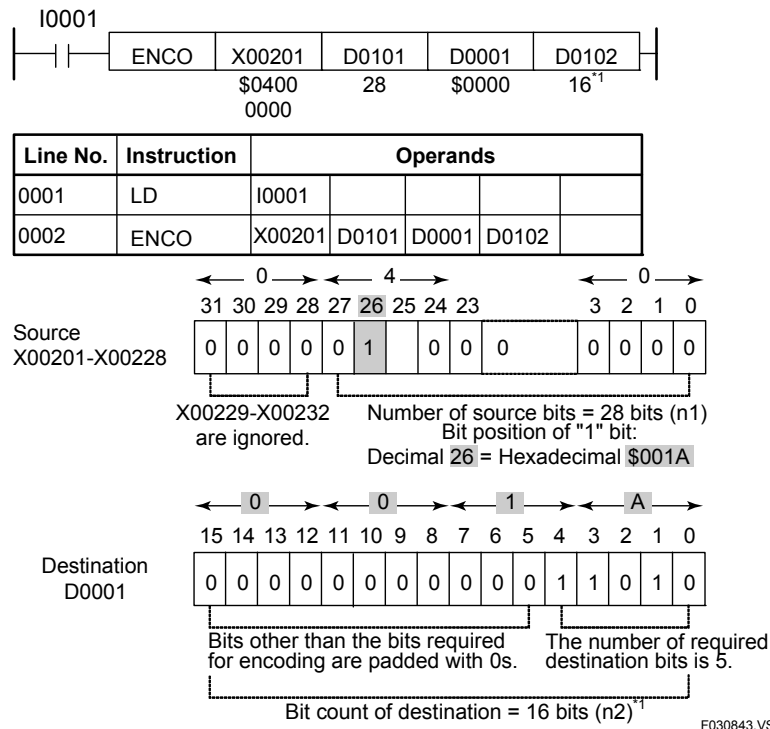 I0001
ENCO X00201 D0101 D0001 D0102
$0400 28 $0000 16*1
0000
Line No. Instruction Operands
0001 LD I0001
0002 ENCO X00201 D0101 D0001 D0102
0 4 0
31 30 29 28 27 26 25 24 23 3 2 1 0
Source
X00201-X00228
0 0 0 0 0 1 0 0 0 0 0 0 0
X00229-X00232
are ignored.
Number of source bits = 28 bits (n1)
Bit position of "1" bit:
Decimal 26 = Hexadecimal $001A
0 0 1 A
15 14 13 12 11 10 9 8 7 6 5 4 3 2 1 0
Destination
D0001
0 0 0 0 0 0 0 0 0 0 0 1 1 0 1 0
Bits other than the bits required
for encoding are padded with 0s.
The number of required
destination bits is 5.
Bit count of destination = 16 bits (n2)*1